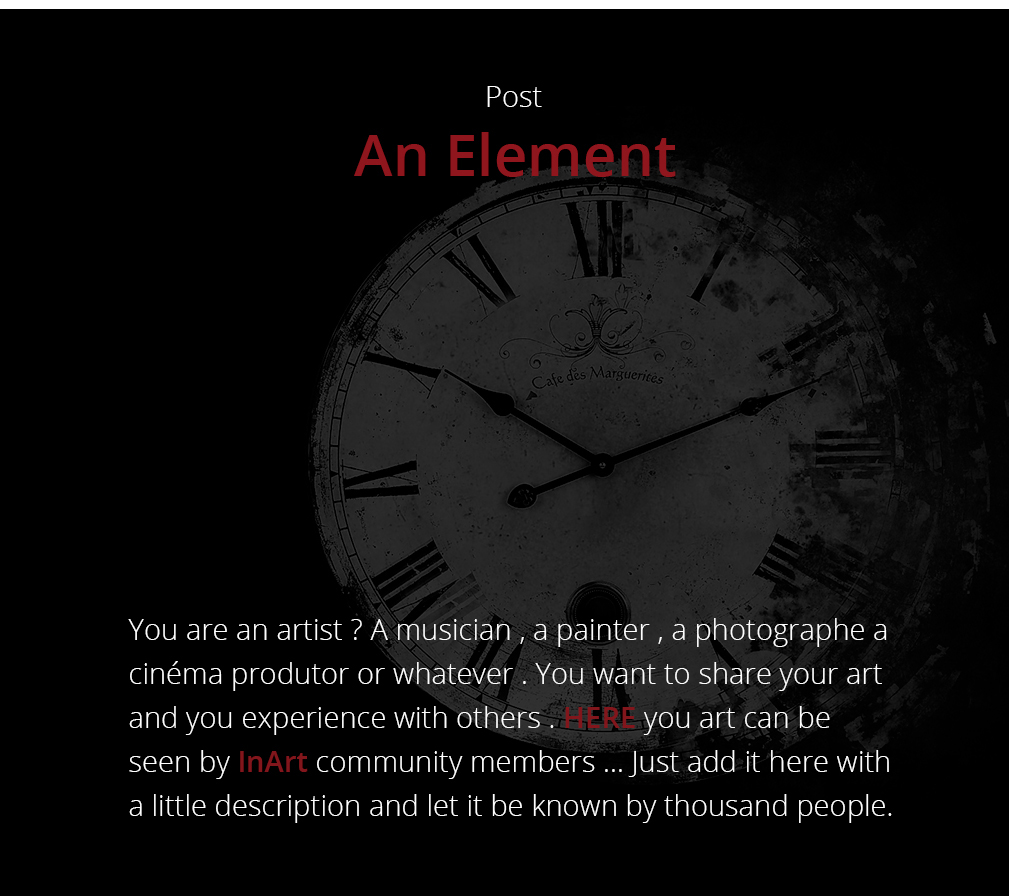 Post
An Element
Cafe des Marguerites
You are an artist ? A musician , a painter , a photographe a
cinéma produtor or whatever . You want to share your art
and you experience with others . HERE you art can be
seen by InArt community members ... Just add it here with
a little description and let it be known by thousand people.